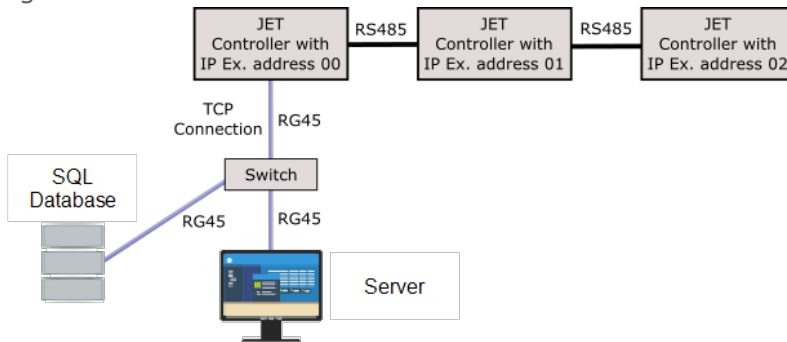 JET
Controller with
IP Ex. address 00
RS485
JET
Controller with
IP Ex. address 01
RS485
JET
Controller with
IP Ex. address 02
TCP
Connection
RG45
SQL
Database
Switch
RG45
RG45
Server